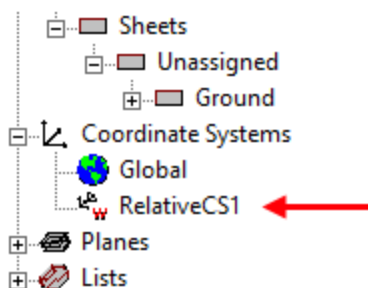 Sheets
Unassigned
Ground
Coordinate Systems
Global
RelativeCS1
Planes
Lists